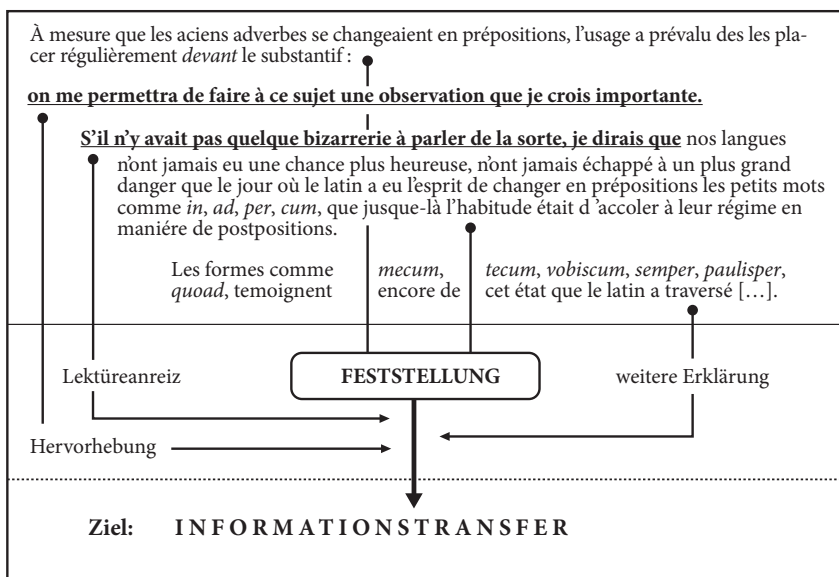 À mesure que les aciens adverbes se changeaient en prépositions, l'usage a prévalu des les pla-
cer régulièrement devant le substantif :
on me permettra de faire à ce sujet une observation que je crois importante.
S'il n'y avait pas quelque bizarrerie à parler de la sorte, je dirais que nos langues
n'ont jamais eu une chance plus heureuse, n'ont jamais échappé à un plus grand
danger que le jour où le latin a eu l'esprit de changer en prépositions les petits mots
comme in, ad, per, cum, que jusque-là l'habitude était d 'accoler à leur régime en
maniére de postpositions.
Les formes comme mecum, tecum, vobiscum, semper, paulisper,
quoad, temoignent encore de cet état que le latin a traversé […].
Lektüreanreiz FESTSTELLUNG weitere Erklärung
Hervorhebung
Ziel: INFORMATIONSTRANSFER